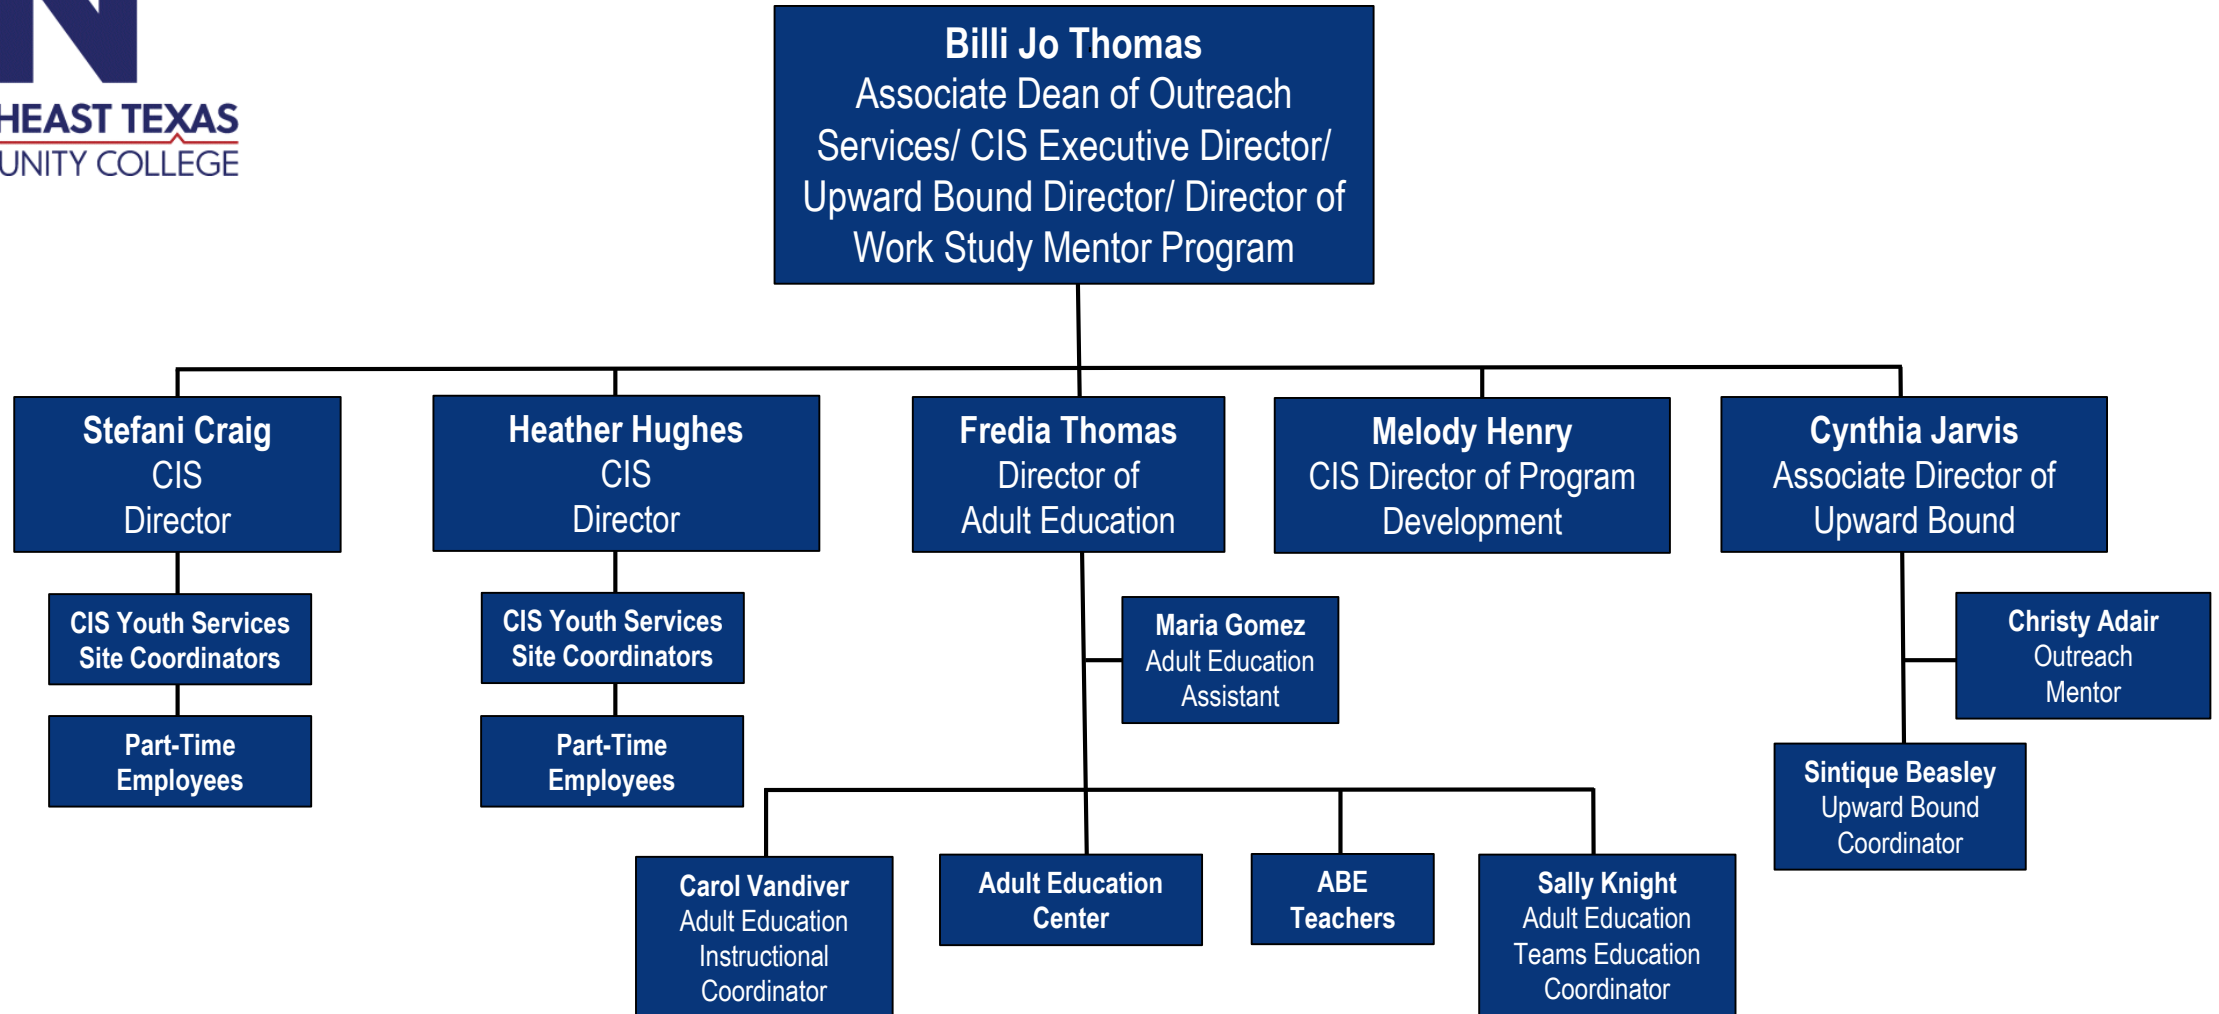 N
HEAST TEXAS
UNITY COLLEGE
Billi Jo Thomas
Associate Dean of Outreach
Services/ CIS Executive Director/
Upward Bound Director/ Director of
Work Study Mentor Program
Stefani Craig
CIS
Director
Heather Hughes
CIS
Director
Fredia Thomas
Director of
Adult Education
Melody Henry
CIS Director of Program
Development
Cynthia Jarvis
Associate Director of
Upward Bound
CIS Youth Services
Site Coordinators
CIS Youth Services
Site Coordinators
Maria Gomez
Adult Education
Assistant
Christy Adair
Outreach
Mentor
Part-Time
Employees
Part-Time
Employees
Sintique Beasley
Upward Bound
Coordinator
Carol Vandiver
Adult Education
Instructional
Coordinator
Adult Education
Center
ABE
Teachers
Sally Knight
Adult Education
Teams Education
Coordinator